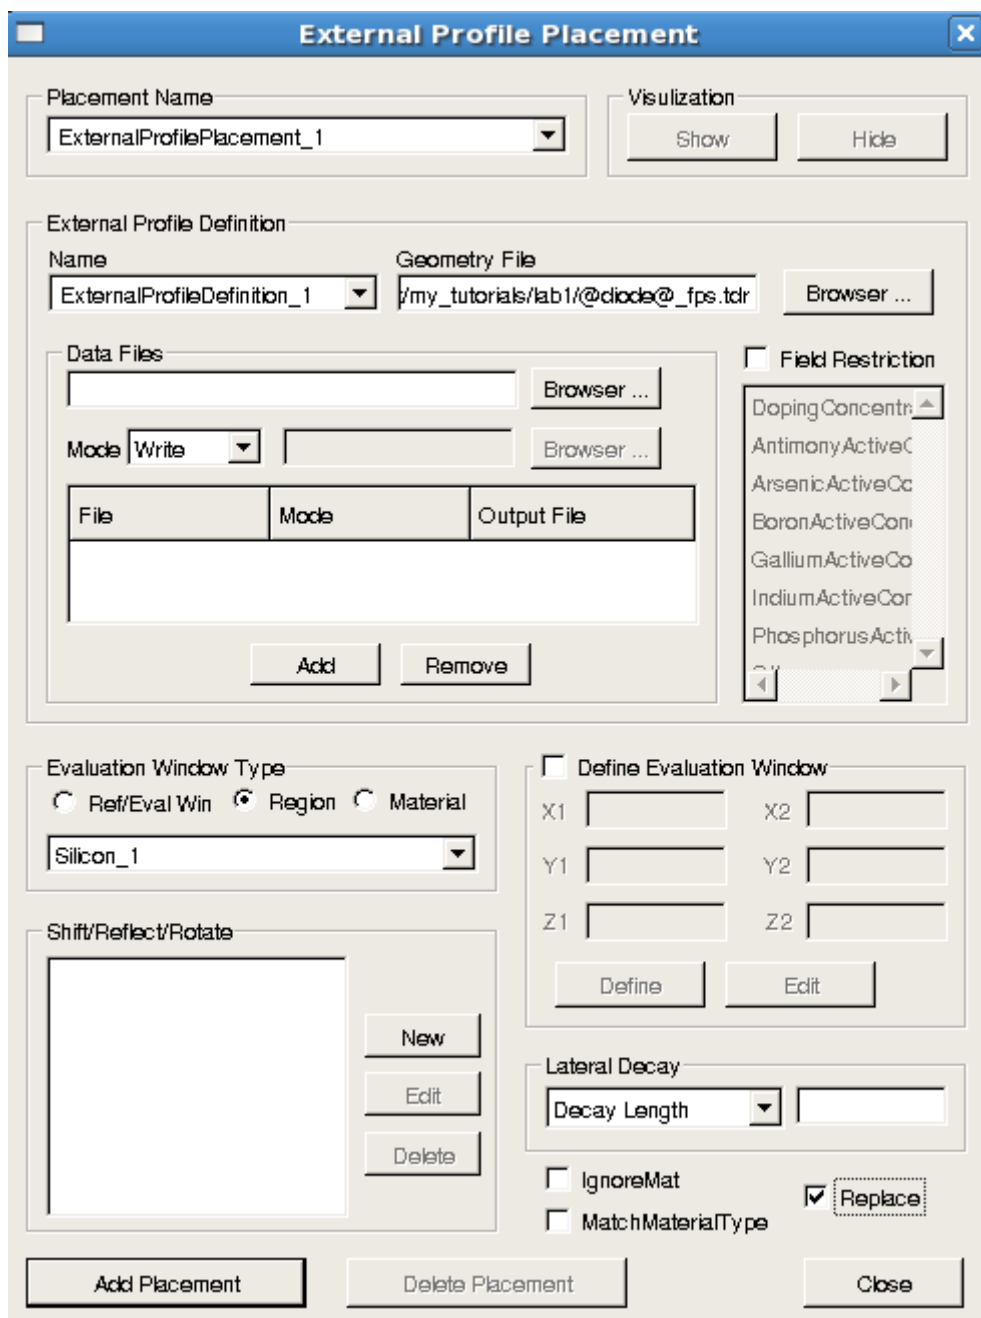 External Profile Placement
Placement Name
Visulization
ExternalProfilePlacement_1
Show
Hide
External Profile Definition
Name
Geometry File
ExternalProfileDefinition_1
/my_tutorials/lab1/@diode@_fps.tdr
Browser ...
Data Files
Field Restriction
Browser ...
Mode Write
Browser ...
File Mode Output File
Add
Remove
DopingConcentr
AntimonyActiveC
ArsenicActiveCo
BoronActiveCon
GalliumActiveCo
IndiumActiveCor
PhosphorusActiv
Evaluation Window Type
Ref/Eval Win Region Material
Silicon_1
Define Evaluation Window
X1 X2
Y1 Y2
Z1 Z2
Define
Edit
Shift/Reflect/Rotate
New
Edit
Delete
Lateral Decay
Decay Length
IgnoreMat
Replace
MatchMaterialType
Add Placement
Delete Placement
Close